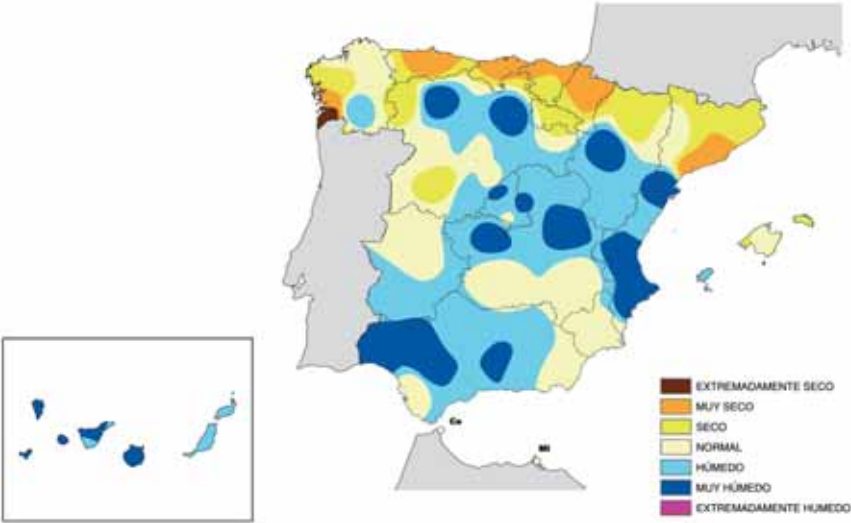 EXTREMADAMENTE SECO
MUY SECO
SECO
NORMAL
HÚMEDO
MUY HÚMEDO
EXTREMADAMENTE HUMEDO
Ce
Ml